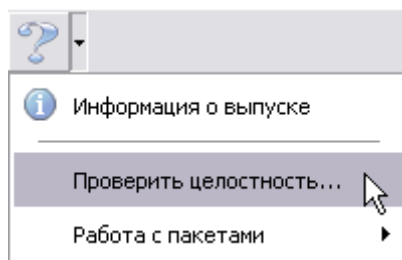 Информация о выпуске
Проверить целостность...
Работа с пакетами